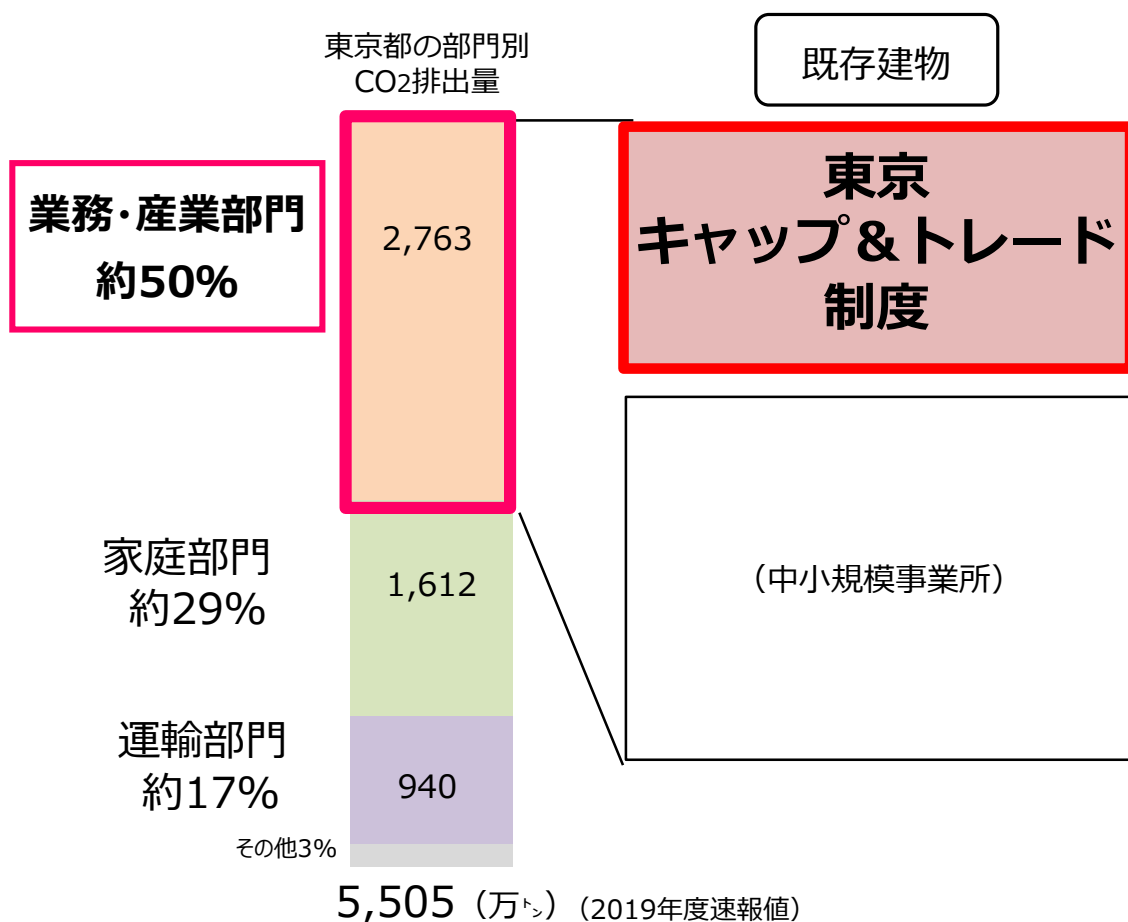 東京都の部門別
CO2排出量
既存建物
業務・産業部門
約50%
2,763
東京
キャップ＆トレード
制度
家庭部門
約29%
1,612
（中小規模事業所）
運輸部門
約17%
940
その他3%
5,505（万㌧）（2019年度速報値）